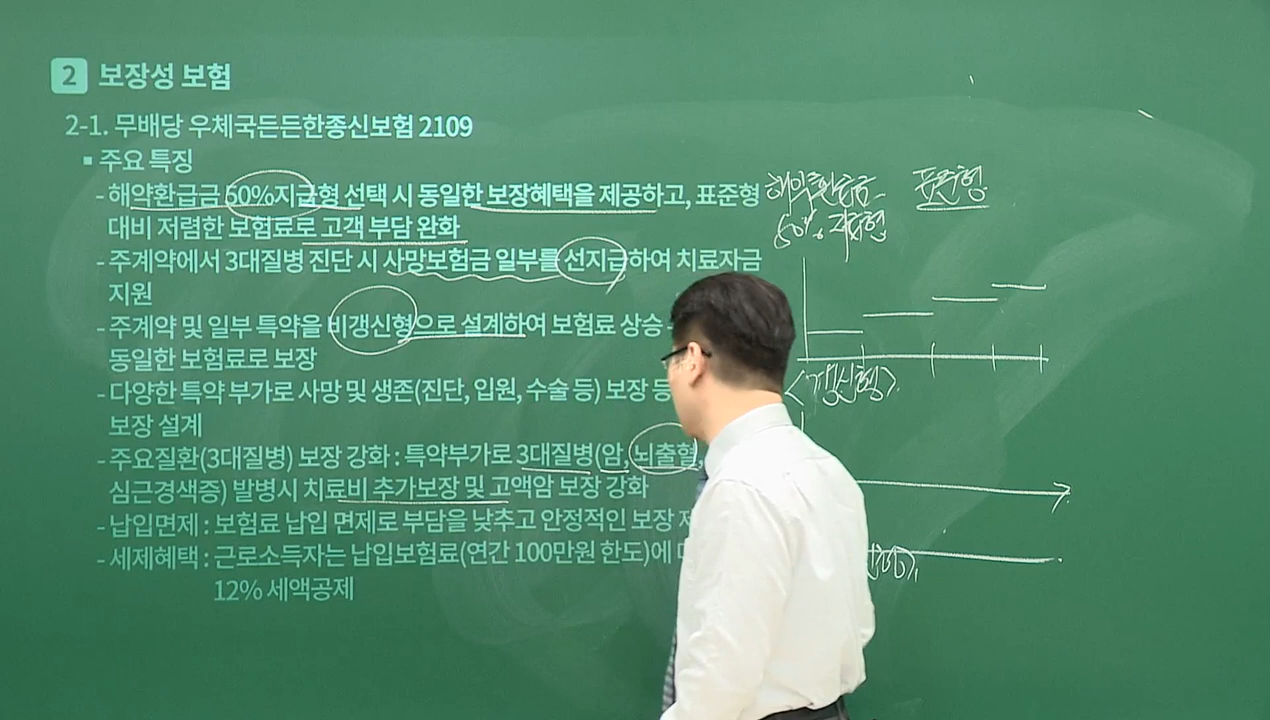 2 보장성 보험
2-1. 무배당 우체국든든한종신보험 2109
▪ 주요 특징
- 해약환급금 50%지급형 선택 시 동일한 보장혜택을 제공하고, 표준형
대비 저렴한 보험료로 고객 부담 완화
- 주계약에서 3대질병 진단 시 사망보험금 일부를 선지급하여 치료자금
지원
- 주계약 및 일부 특약을 비갱신형으로 설계하여 보험료 상승
동일한 보험료로 보장
- 다양한 특약 부가로 사망 및 생존(진단, 입원, 수술 등) 보장
보장 설계
- 주요질환(3대질병) 보장 강화 : 특약부가로 3대질병(암, 뇌출혈,
심근경색증) 발병시 치료비 추가보장 및 고액암 보장 강화
- 납입면제 : 보험료 납입 면제로 부담을 낮추고 안정적인 보장
- 세제혜택 : 근로소득자는 납입보험료(연간 100만원 한도)에
12% 세액공제
해약환급금
50% 지급형
표준형
<갱신형>